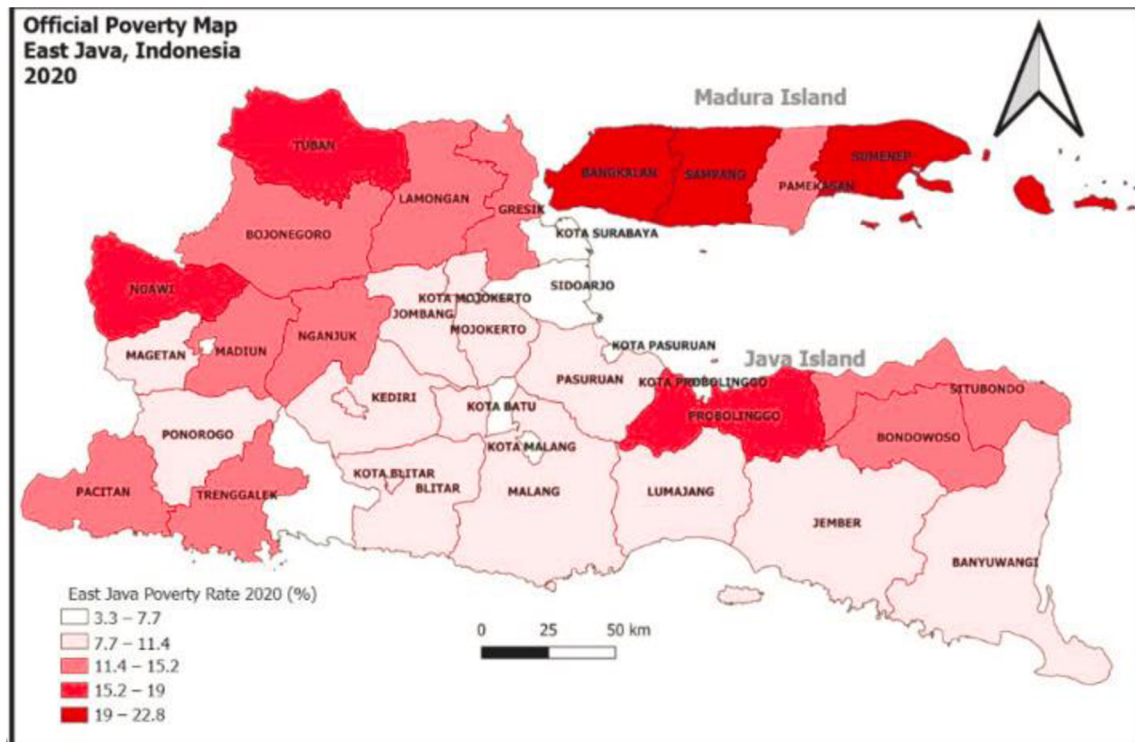 Official Poverty Map
East Java, Indonesia
2020
Madura Island
TUBAN
BANGKALAN
SAMPANG
SUMENEP
PAMEKASAN
LAMONGAN
GRESIK
BOJONEGORO
KOTA SURABAYA
NGAWI
SIDOARJO
KOTA MOJOKERTO
JOMBANG
MOJOKERTO
NGANJUK
MADIUN
MAGETAN
KOTA PASURUAN
Java Island
PASURUAN
KOTA PROBOLINGGO
SITUBONDO
KEDIRI
KOTA BATU
PROBOLINGGO
PONOROGO
BONDOWOSO
KOTA MALANG
KOTA BLITAR
BLITAR
PACITAN
TRENGGALEK
MALANG
LUMAJANG
JEMBER
BANYUWANGI
East Java Poverty Rate 2020 (%)
3.3 – 7.7
7.7 – 11.4
11.4 – 15.2
15.2 – 19
19 – 22.8
0 25 50 km